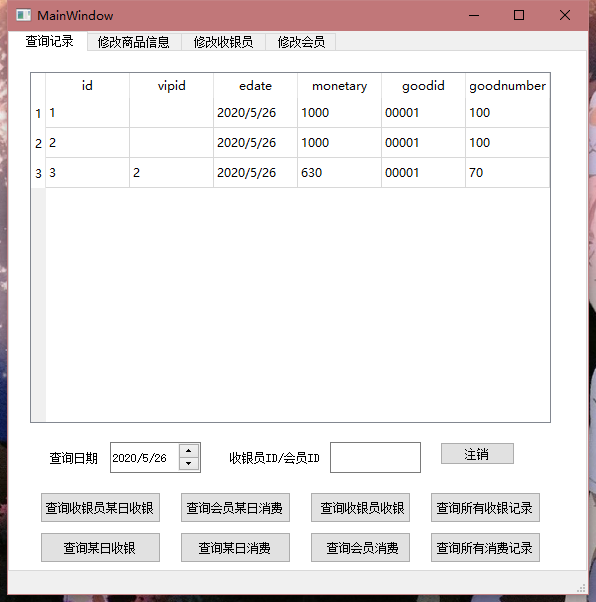 MainWindow
查询记录 修改商品信息 修改收银员 修改会员
id vipid edate monetary goodid goodnumber
1 1 2020/5/26 1000 00001 100
2 2 2020/5/26 1000 00001 100
3 3 2 2020/5/26 630 00001 70
查询日期 2020/5/26 收银员ID/会员ID 注销
查询收银员某日收银 查询会员某日消费 查询收银员收银 查询所有收银记录
查询某日收银 查询某日消费 查询会员消费 查询所有消费记录